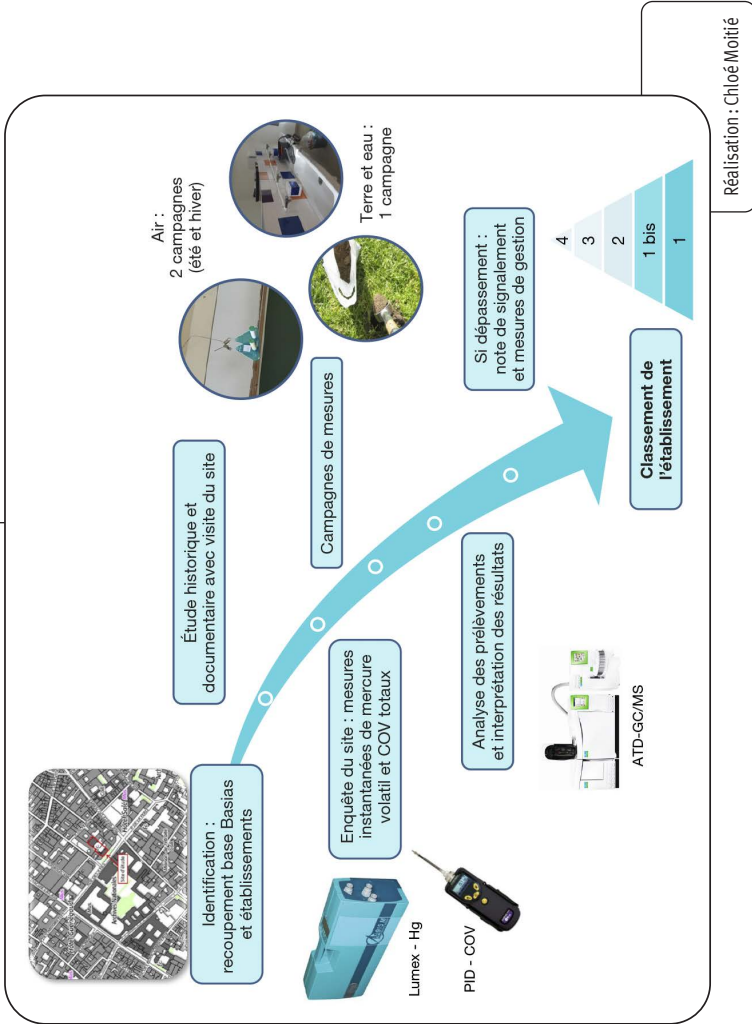 Identification :
recoupement base Basias
et établissements
Étude historique et
documentaire avec visite du site
Enquête du site : mesures
instantanées de mercure
volatil et COV totaux
Lumex - Hg
PID - COV
Campagnes de mesures
Air :
2 campagnes
(été et hiver)
Terre et eau :
1 campagne
Analyse des prélèvements
et interprétation des résultats
ATD-GC/MS
Si dépassement :
note de signalement
et mesures de gestion
Classement de
l'établissement
4
3
2
1 bis
1
Réalisation : Chloé Moitié